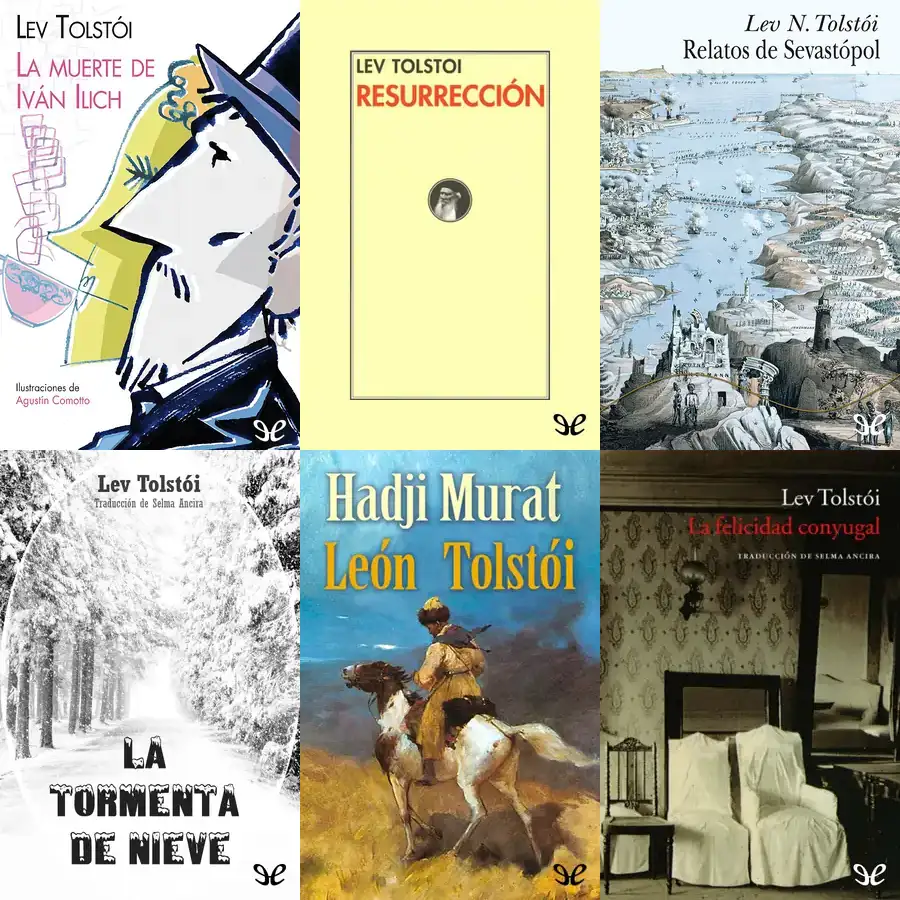 LEV TOLSTÓI
LA MUERTE DE
IVÁN ILICH
Ilustraciones de
Agustín Comotto
LEV TOLSTOI
RESURRECCIÓN
Lev N. Tolstói
Relatos de Sevastópol
Lev Tolstói
Traducción de Selma Ancira
LA
TORMENTA
DE NIEVE
Hadji Murat
León Tolstói
Lev Tolstói
La felicidad conyugal
TRADUCCIÓN DE SELMA ANCIRA